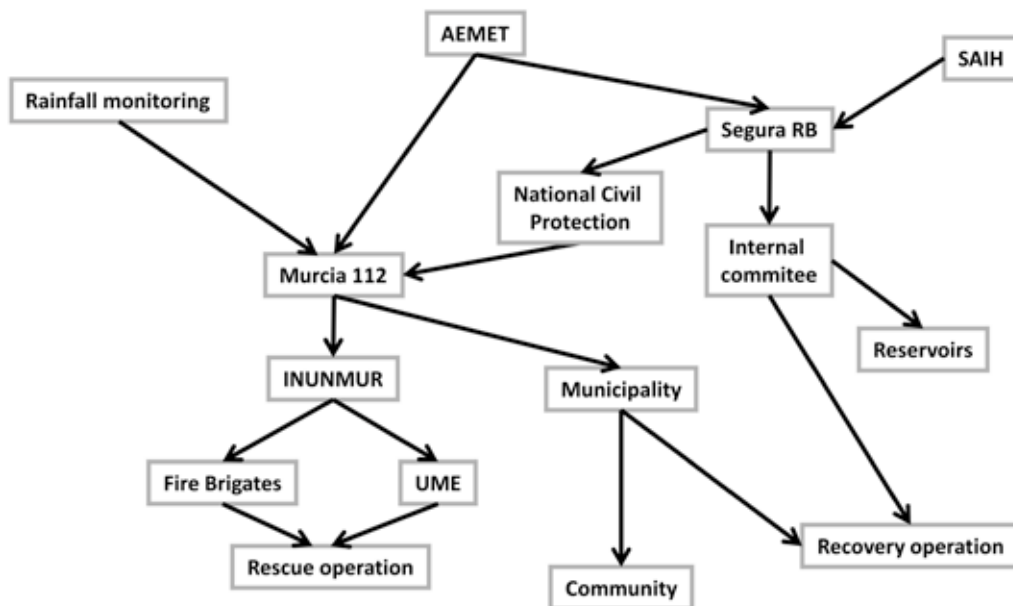 AEMET
SAIH
Rainfall monitoring
Segura RB
National Civil
Protection
Internal
commitee
Murcia 112
Reservoirs
INUNMUR
Municipality
Fire Brigates
UME
Rescue operation
Recovery operation
Community